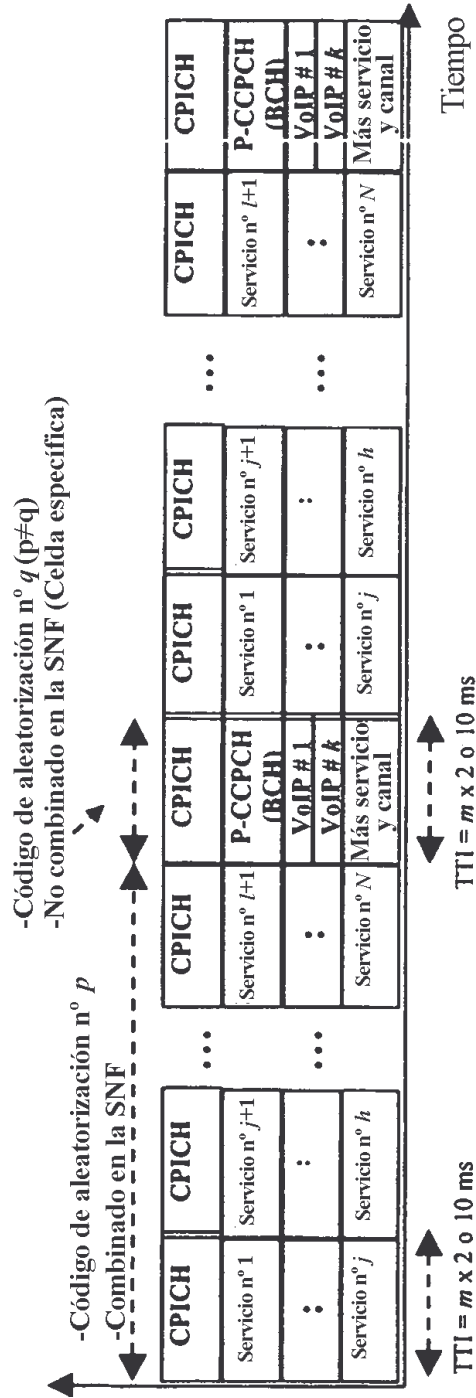 -Código de aleatorización nº p
-Combinado en la SNF
-Código de aleatorización nº q (p≠q)
-No combinado en la SNF (Celda específica)
CPICH
Servicio nº 1
:
Servicio nº j
CPICH
Servicio nº j+1
:
Servicio nº h
...
...
CPICH
Servicio nº l+1
:
Servicio nº N
CPICH
P-CCPCH
(BCH)
VoIP # 1
VoIP # k
Más servicio
y canal
CPICH
Servicio nº 1
:
Servicio nº j
CPICH
Servicio nº j+1
:
Servicio nº h
...
...
CPICH
Servicio nº l+1
:
Servicio nº N
CPICH
P-CCPCH
(BCH)
VoIP # 1
VoIP # k
Más servicio
y canal
TTI = m x 2 o 10 ms
TTI = m x 2 o 10 ms
Tiempo